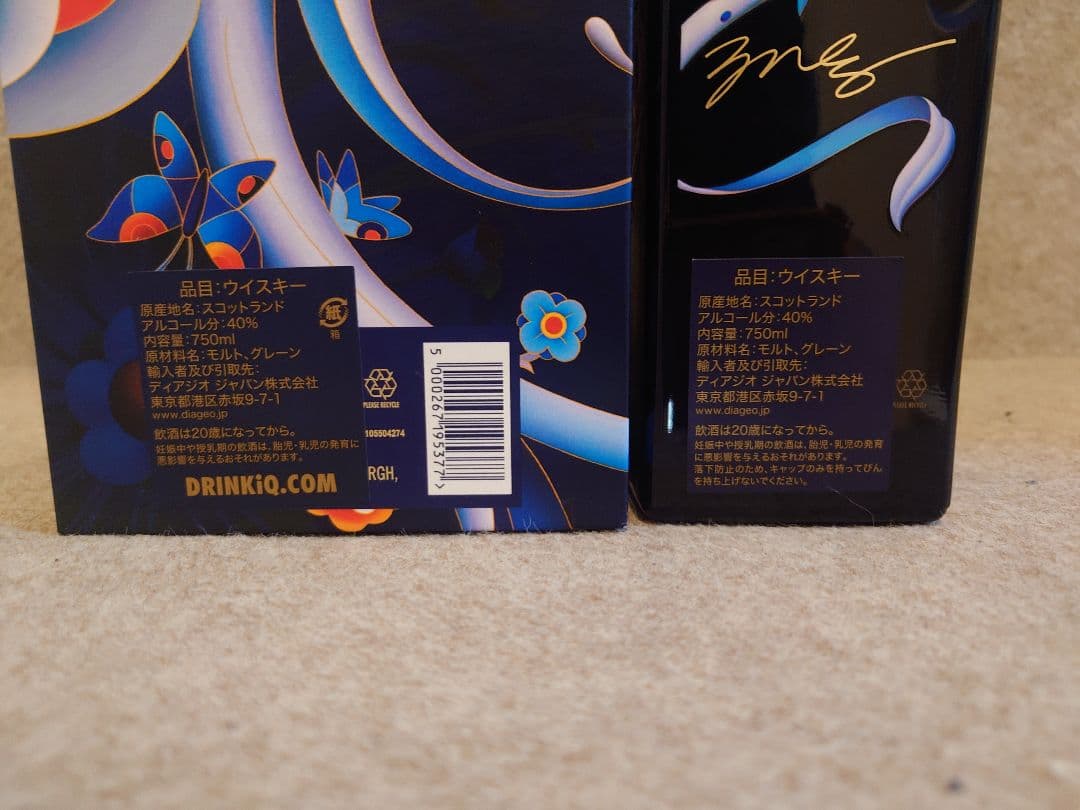 品目:ウイスキー
原産地名:スコットランド
アルコール分:40%
内容量:750ml
原材料名:モルト、グレーン
輸入者及び引取先:
ディアジオ ジャパン株式会社
東京都港区赤坂9-7-1
www.diageo.jp
飲酒は20歳になってから。
妊娠中や授乳期の飲酒は、胎児・乳児の発育に
悪影響を与えるおそれがあります。
DRINKiQ.COM
紙
箱
PLEASE RECYCLE
105504274
RGH,
5 000267 195377 >
品目:ウイスキー
原産地名:スコットランド
アルコール分:40%
内容量:750ml
原材料名:モルト、グレーン
輸入者及び引取先:
ディアジオ ジャパン株式会社
東京都港区赤坂9-7-1
www.diageo.jp
飲酒は20歳になってから。
妊娠中や授乳期の飲酒は、胎児・乳児の発育
に悪影響を与えるおそれがあります。
落下防止のため、キャップのみを持ってびん
を持ち上げないでください。
PLEASE RECYCLE